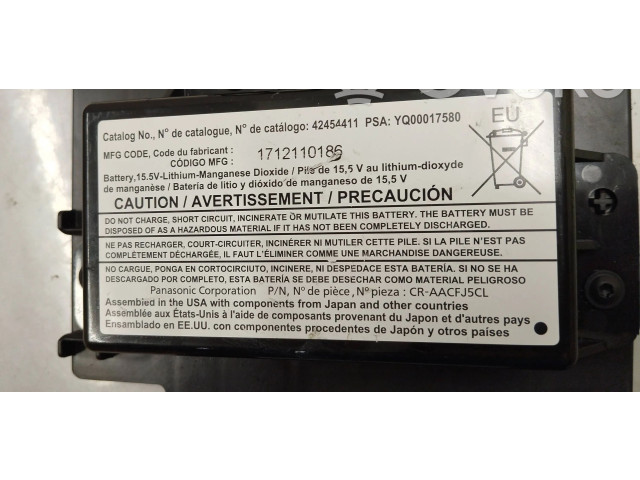 Catalog No., N° de catalogue, N° de catálogo: 42454411 PSA: YQ00017580
EU
MFG CODE, Code du fabricant :
CÓDIGO MFG :
1712110186
Battery,15.5V-Lithium-Manganese Dioxide / Pile de 15,5 V au lithium-dioxyde
de manganèse / Batería de litio y dióxido de manganeso de 15,5 V
CAUTION / AVERTISSEMENT / PRECAUCIÓN
DO NOT CHARGE, SHORT CIRCUIT, INCINERATE OR MUTILATE THIS BATTERY. THE BATTERY MUST BE
DISPOSED OF AS A HAZARDOUS MATERIAL IF IT HAS NOT BEEN COMPLETELY DISCHARGED.
NE PAS RECHARGER, COURT-CIRCUITER, INCINÉRER NI MUTILER CETTE PILE. SI LA PILE N'EST PAS
COMPLÈTEMENT DÉCHARGÉE, IL FAUT L'ÉLIMINER COMME UNE MARCHANDISE DANGEREUSE.
NO CARGUE, PONGA EN CORTOCIRCUITO, INCINERE, NI DESPEDACE ESTA BATERÍA. SI NO SE HA
DESCARGADO POR COMPLETO, ESTA BATERÍA SE DEBE DESECHAR COMO MATERIAL PELIGROSO
Panasonic Corporation P/N, N° de pièce, N° pieza : CR-AACFJ5CL
Assembled in the USA with components from Japan and other countries
Assemblée aux États-Unis à l'aide de composants provenant du Japon et d'autres pays
Ensamblado en EE.UU. con componentes procedentes de Japón y otros países